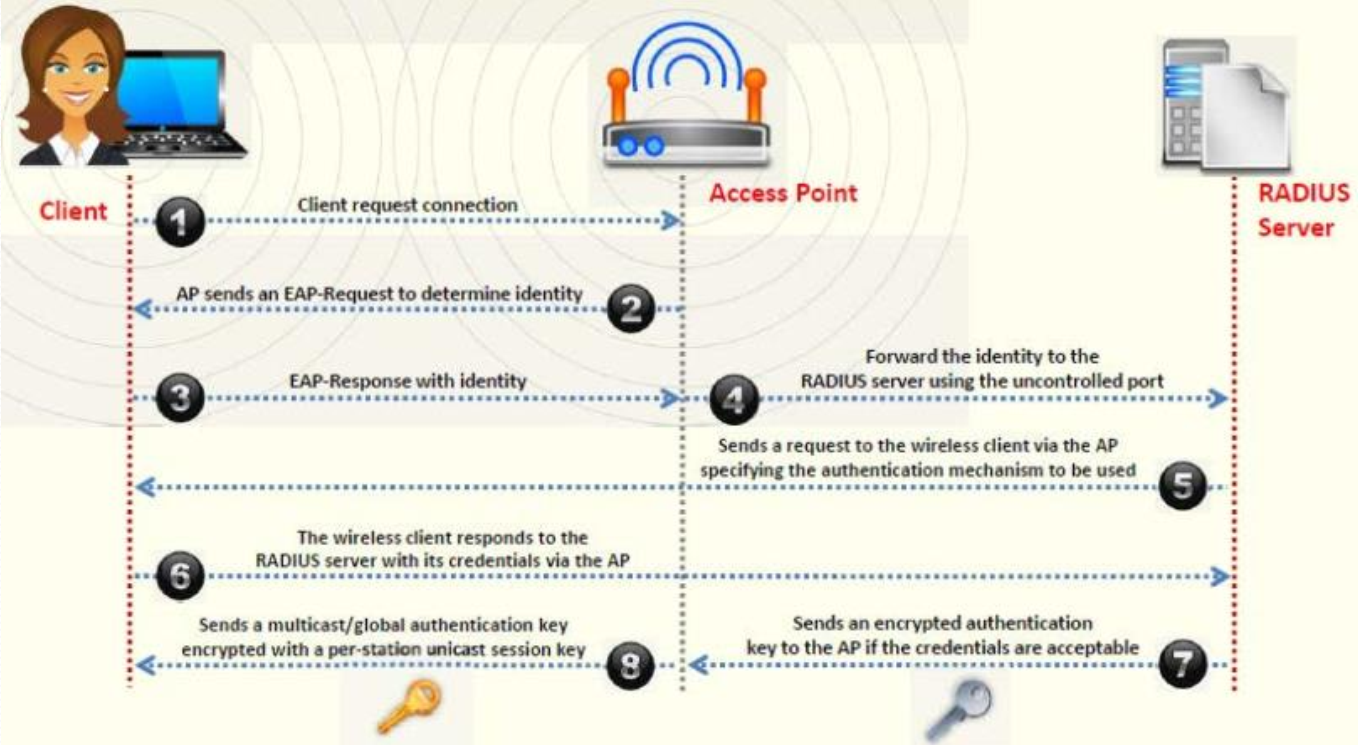 Client
Access Point
RADIUS
Server
1
Client request connection
AP sends an EAP-Request to determine identity
2
3
EAP-Response with identity
4
Forward the identity to the
RADIUS server using the uncontrolled port
Sends a request to the wireless client via the AP
specifying the authentication mechanism to be used
5
The wireless client responds to the
RADIUS server with its credentials via the AP
6
Sends an encrypted authentication
key to the AP if the credentials are acceptable
7
Sends a multicast/global authentication key
encrypted with a per-station unicast session key
8